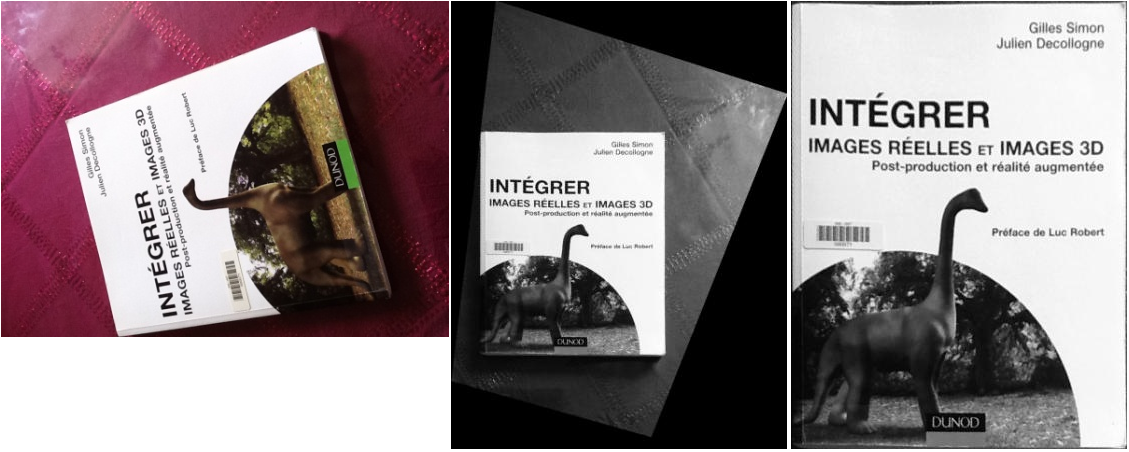 Gilles Simon
Julien Decollogne
INTÉGRER
IMAGES RÉELLES ET IMAGES 3D
Post-production et réalité augmentée
Préface de Luc Robert
DUNOD
Gilles Simon
Julien Decollogne
INTÉGRER
IMAGES RÉELLES ET IMAGES 3D
Post-production et réalité augmentée
Préface de Luc Robert
DUNOD
Gilles Simon
Julien Decollogne
INTÉGRER
IMAGES RÉELLES ET IMAGES 3D
Post-production et réalité augmentée
Préface de Luc Robert
DUNOD